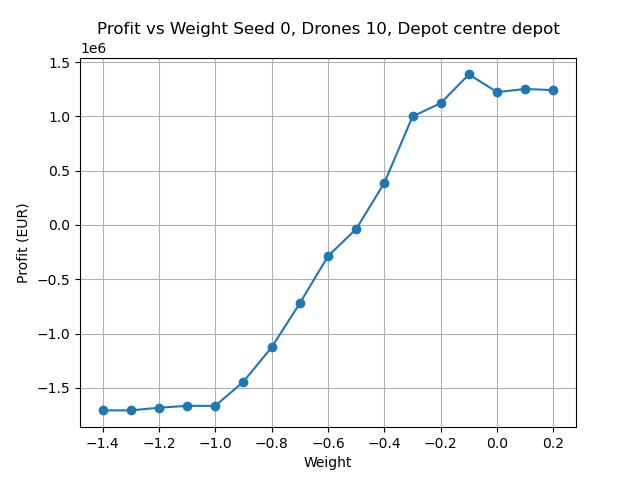 Profit vs Weight Seed 0, Drones 10, Depot centre depot
1e6
1.5
1.0
0.5
0.0
−0.5
−1.0
−1.5
Profit (EUR)
−1.4 −1.2 −1.0 −0.8 −0.6 −0.4 −0.2 0.0 0.2
Weight